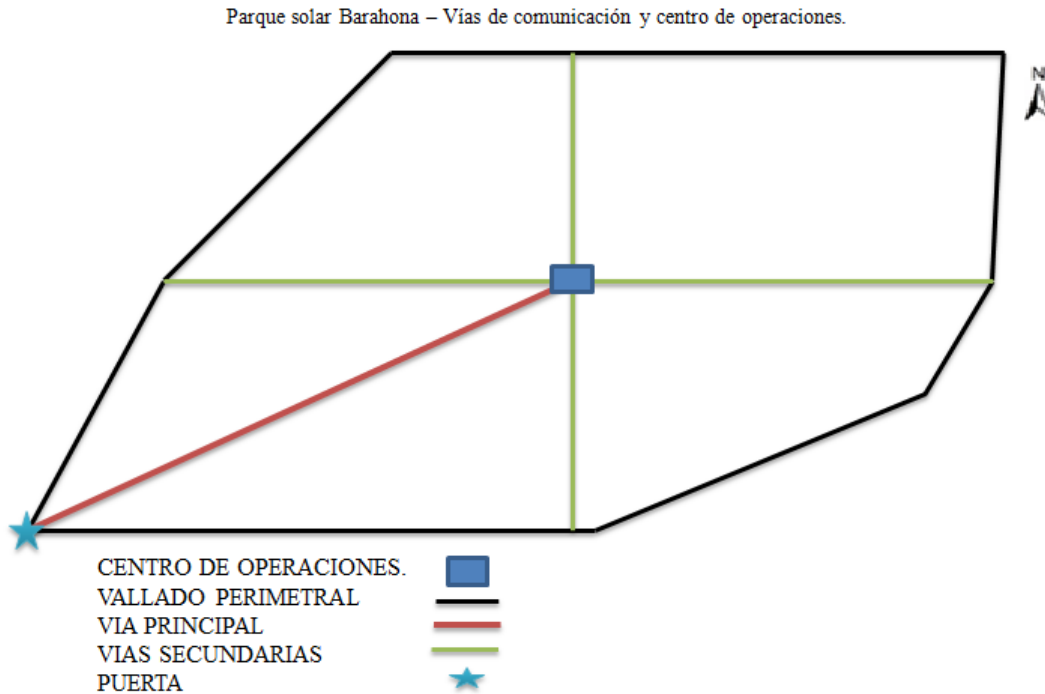 Parque solar Barahona – Vías de comunicación y centro de operaciones.
N
CENTRO DE OPERACIONES.
VALLADO PERIMETRAL
VIA PRINCIPAL
VIAS SECUNDARIAS
PUERTA